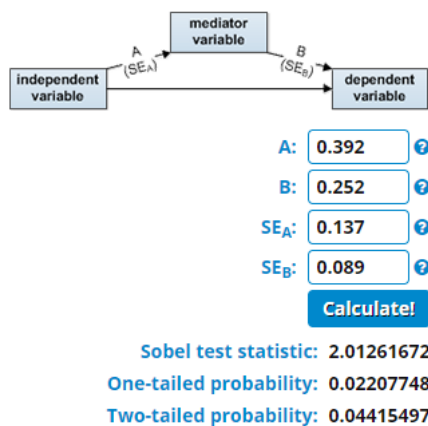 mediator
variable
A
(SEA)
B
(SEB)
independent
variable
dependent
variable
A: 0.392 ?
B: 0.252 ?
SEA: 0.137 ?
SEB: 0.089 ?
Calculate!
Sobel test statistic: 2.01261672
One-tailed probability: 0.02207748
Two-tailed probability: 0.04415497